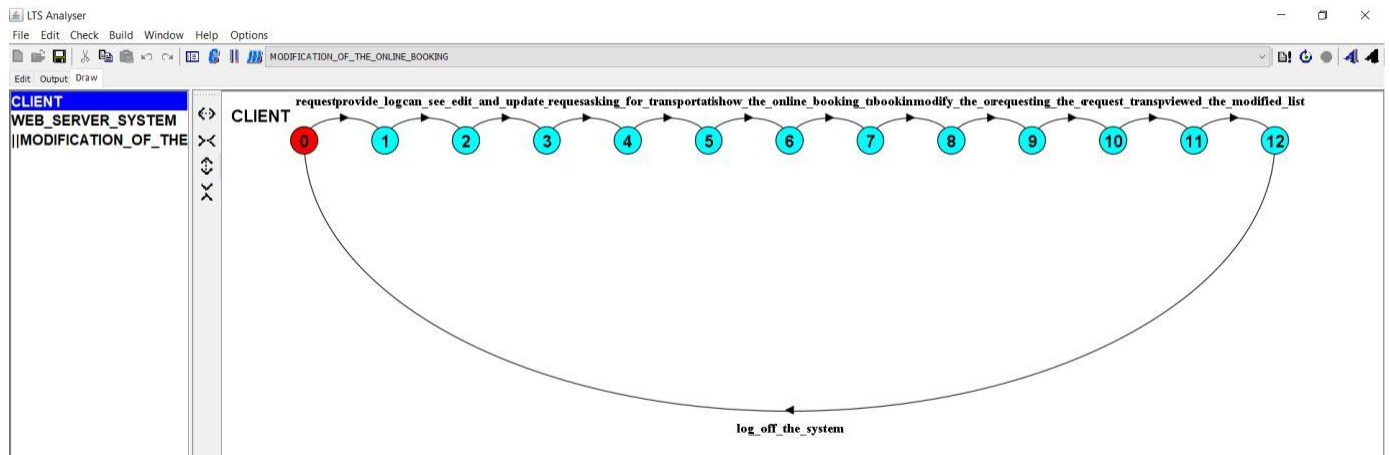 LTS Analyser
File Edit Check Build Window Help Options
MODIFICATION_OF_THE_ONLINE_BOOKING
Edit Output Draw
CLIENT
WEB_SERVER_SYSTEM
||MODIFICATION_OF_THE
CLIENT
requestprovide_logcan_see_edit_and_update_requesasking_for_transportatishow_the_online_booking_tbookinmodify_the_orequesting_the_request_transpviewed_the_modified_list
0 1 2 3 4 5 6 7 8 9 10 11 12
log_off_the_system